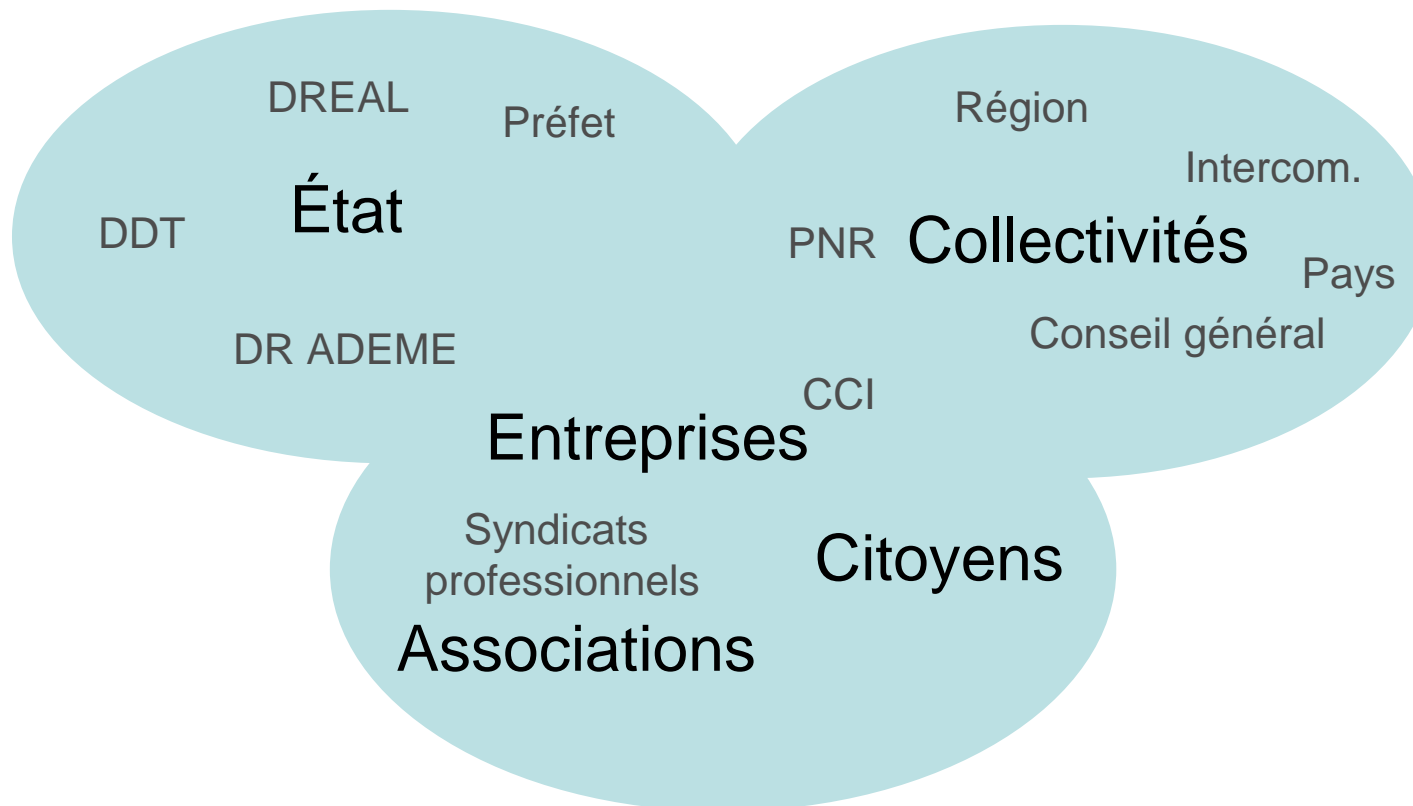 DREAL
Préfet
État
DDT
DR ADEME
Région
Intercom.
PNR
Collectivités
Pays
Conseil général
CCI
Entreprises
Syndicats
professionnels
Citoyens
Associations